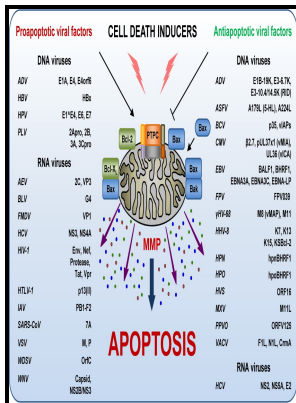 Proapoptotic viral factors
CELL DEATH INDUCERS
Antiapoptotic viral factors
DNA viruses
ADV E1A, E4, E4orf6
HBV HBx
HPV E1^E4, E6, E7
PLV 2Apro, 2B,
3A, 3Cpro
RNA viruses
AEV 2C, VP3
BLV G4
FMDV VP1
HCV NS3, NS4A
HIV-1 Env, Nef,
Protease,
Tat, Vpr
HTLV-1 p13(II)
IAV PB1-F2
SARS-CoV 7A
VSV M, P
WDSV OrfC
WNV Capsid,
NS2B/NS3
PTPC
Bcl-2
Bax
Bax
Bcl-XL
Bax
Bax
Bak
MMP
APOPTOSIS
DNA viruses
ADV E1B-19K, E3-6.7K,
E3-10.4/14.5K (RID)
ASFV A179L (5-HL), A224L
BCV p35, vIAPs
CMV β2.7, pUL37x1 (vMIA),
UL36 (vICA)
EBV BALF1, BHRF1,
EBNA3A, EBNA3C, EBNA-LP
FPV FPV039
γHV-68 M8 (vMAP), M11
HHV-8 K7, K13
K15, KSBcl-2
HPM hpnBHRF1
HPO hpoBHRF1
HVS ORF16
MXV M11L
PPVO ORFV125
VACV F1L, N1L, CrmA
RNA viruses
HCV NS2, NS5A, E2